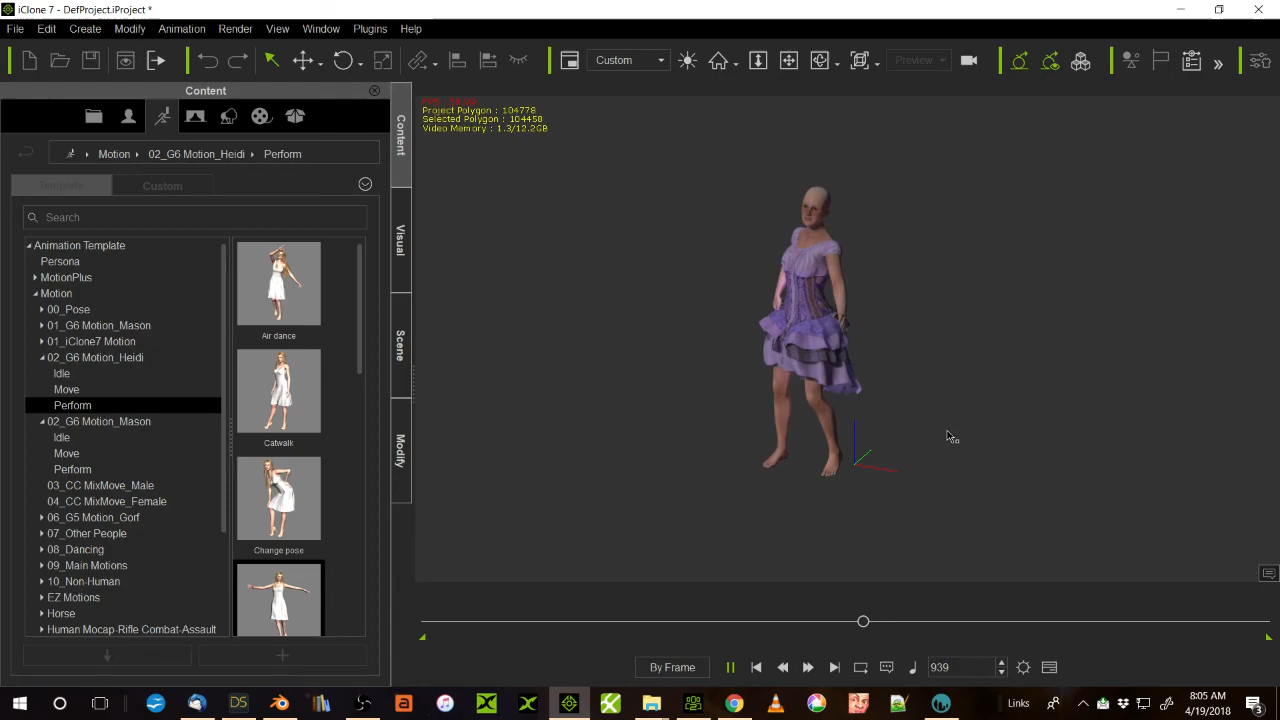 iClone 7 - DefProject.iProject *
File Edit Create Modify Animation Render View Window Plugins Help
Custom
Preview
Content
Motion 02_G6 Motion_Heidi Perform
Template Custom
Search
Animation Template
Persona
MotionPlus
Motion
00_Pose
01_G6 Motion_Mason
01_iClone7 Motion
02_G6 Motion_Heidi
Idle
Move
Perform
02_G6 Motion_Mason
Idle
Move
Perform
03_CC MixMove_Male
04_CC MixMove_Female
06_G5 Motion_Gorf
07_Other People
08_Dancing
09_Main Motions
10_Non-Human
EZ Motions
Horse
Human Mocap-Rifle Combat-Assault
Air dance
Catwalk
Change pose
Content
Visual
Scene
Modify
Project Polygon : 104778
Selected Polygon : 104458
Video Memory : 1.3/12.2GB
By Frame
939
DS
Links
8:05 AM
4/19/2018
3